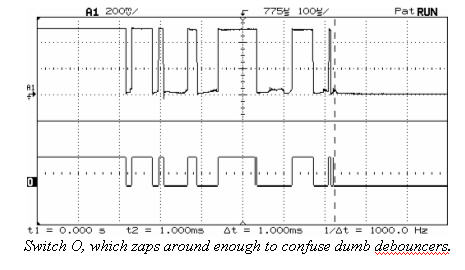 A1 200mV/ 775µs 100µs/ Pat RUN
A1
0
t1 = 0.000 s t2 = 1.000ms Δt = 1.000ms 1/Δt = 1000.0 Hz
Switch O, which zaps around enough to confuse dumb debouncers.